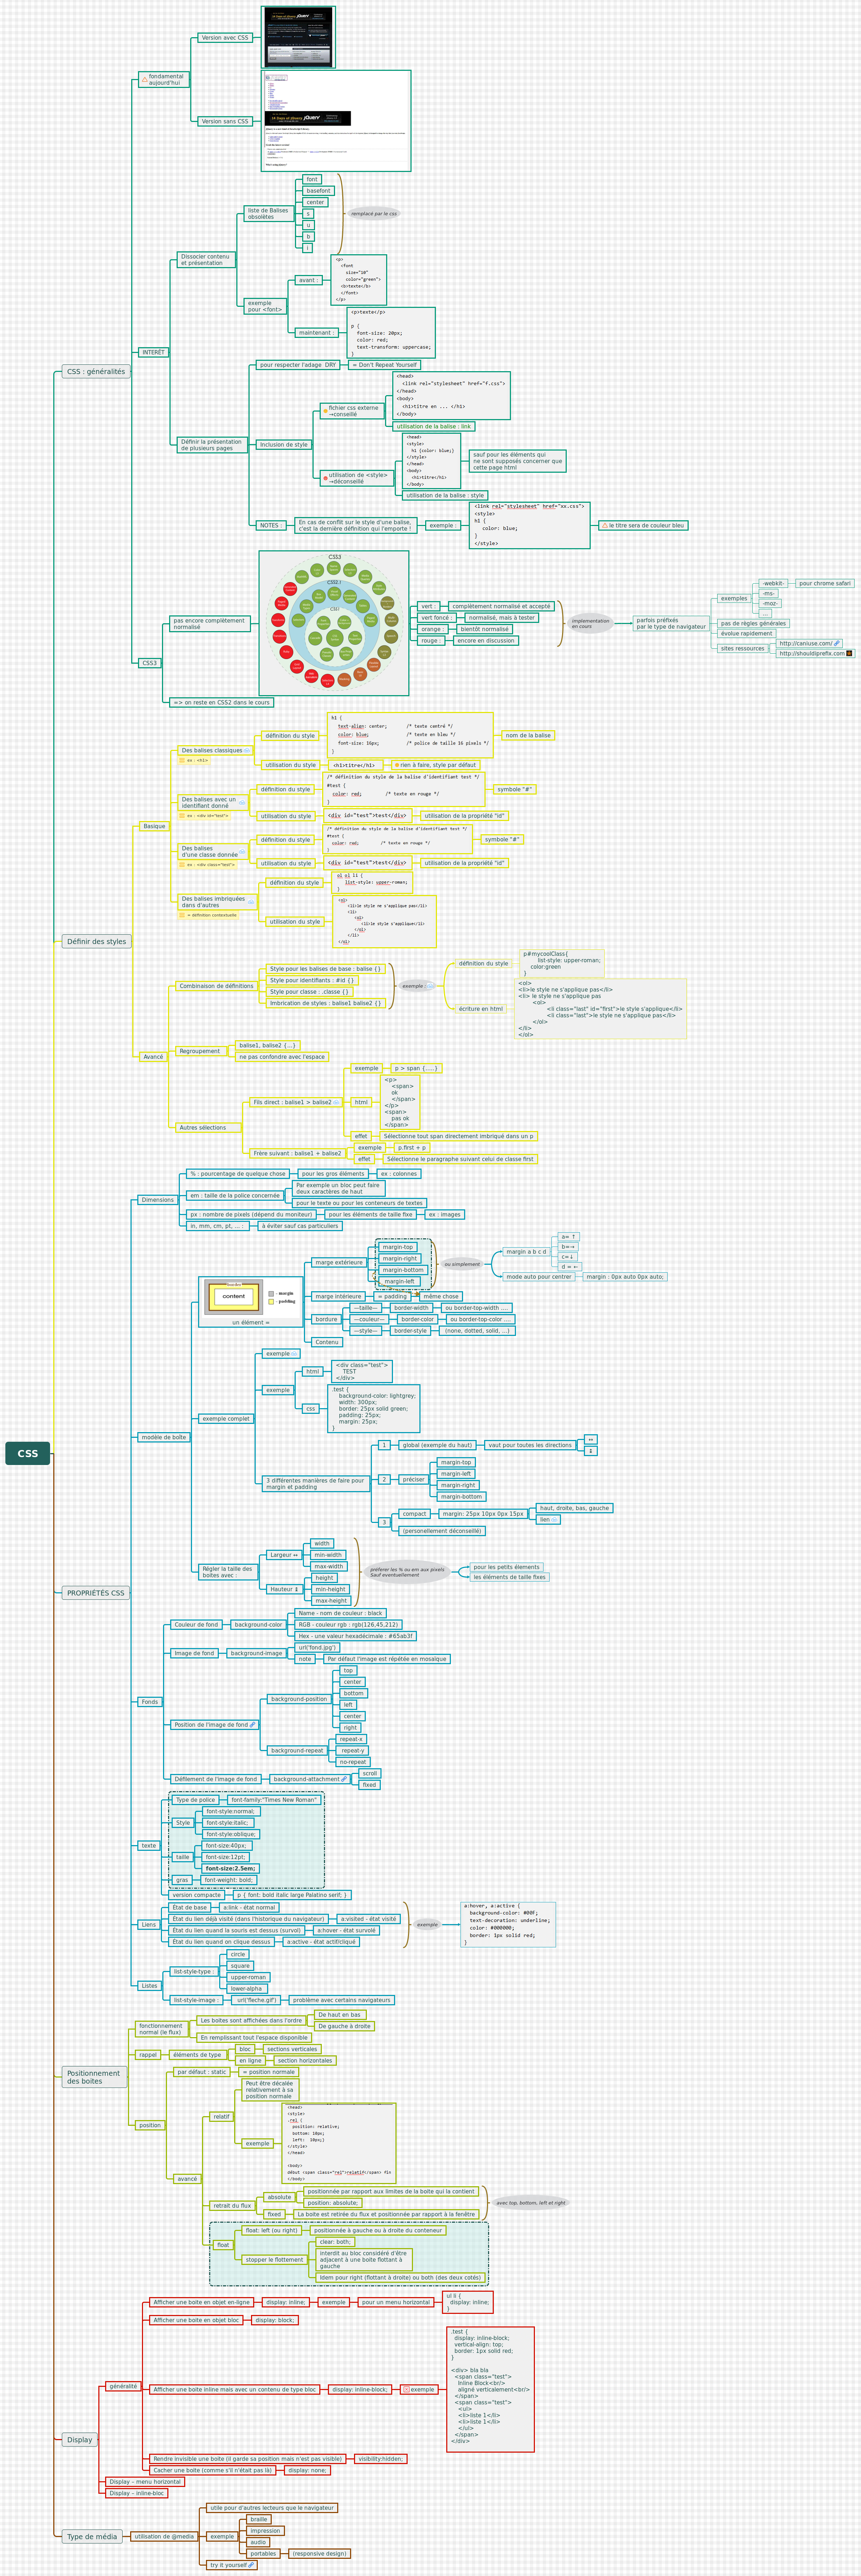 CSS
CSS : généralités
fondamental
aujourd'hui
Version avec CSS
Version sans CSS
INTERÊT
Dissocier contenu
et présentation
liste de Balises
obsolètes
font
basefont
center
s
u
b
i
remplacé par le css
exemple
pour <font>
avant :
<p>
<font
size="10"
color="green">
<b>texte</b>
</font>
</p>
maintenant :
<p>texte</p>
p {
font-size: 20px;
color: red;
text-transform: uppercase;
}
Définir la présentation
de plusieurs pages
pour respecter l'adage DRY
= Don't Repeat Yourself
inclusion de style
fichier css externe
→conseillé
<head>
<link rel="stylesheet" href="f.css">
</head>
<body>
<h1>titre en ... </h1>
</body>
utilisation de la balise : link
utilisation de <style>
→déconseillé
<head>
<style>
h1 {color: blue;}
</style>
</head>
<body>
<h1>titre</h1>
</body>
sauf pour les éléments qui
ne sont supposés concerner que
cette page html
utilisation de la balise : style
NOTES :
En cas de conflit sur le style d'une balise,
c'est la dernière définition qui l'emporte !
exemple :
<link rel="stylesheet" href="xx.css">
<style>
h1 {
color: blue;
}
</style>
le titre sera de couleur bleu
CSS3
pas encore complètement
normalisé
CSS3
CSS2.1
CSS1
vert :
complètement normalisé et accepté
vert foncé :
normalisé, mais à tester
orange :
bientôt normalisé
rouge :
encore en discussion
implémentation
en cours
parfois préfixés
par le type de navigateur
exemples
-webkit-
pour chrome safari
-ms-
-moz-
...
pas de règles générales
évolue rapidement
sites ressources
http://caniuse.com/
http://shouldiprefix.com
=> on reste en CSS2 dans le cours
Définir des styles
Basique
Des balises classiques
ex : <h1>
définition du style
h1 {
text-align: center; /* texte centré */
color: blue; /* texte en bleu */
font-size: 16px; /* police de taille 16 pixels */
}
nom de la balise
utilisation du style
<h1>titre</h1>
rien à faire, style par défaut
Des balises avec un
identifiant donné
ex : <div id="test">
définition du style
/* définition du style de la balise d'identifiant test */
#test {
color: red; /* texte en rouge */
}
symbole "#"
utilisation du style
<div id="test">test</div>
utilisation de la propriété "id"
Des balises
d'une classe donnée
ex : <div class="test">
définition du style
/* définition du style de la balise d'identifiant test */
#test {
color: red; /* texte en rouge */
}
symbole "#"
utilisation du style
<div id="test">test</div>
utilisation de la propriété "id"
Des balises imbriquées
dans d'autres
= définition contextuelle
définition du style
ol ol li {
list-style: upper-roman;
}
utilisation du style
<ol>
<li>le style ne s'applique pas</li>
<li>
<ol>
<li>le style s'applique</li>
</ol>
</li>
</ol>
Avancé
Combinaison de définitions
Style pour les balises de base : balise {}
Style pour identifiants : #id {}
Style pour classe : .classe {}
Imbrication de styles : balise1 balise2 {}
exemple :
définition du style
p#mycoolClass{
list-style: upper-roman;
color:green
}
écriture en html
<ol>
<li>le style ne s'applique pas</li>
<li> le style ne s'applique pas
<ol>
<li class="last" id="first">le style s'applique</li>
<li class="last">le style ne s'applique pas</li>
</ol>
</li>
</ol>
Regroupement
balise1, balise2 {...}
ne pas confondre avec l'espace
Autres sélections
Fils direct : balise1 > balise2
exemple
p > span {.....}
html
<p>
<span>
ok
</span>
</p>
<span>
pas ok
</span>
effet
Sélectionne tout span directement imbriqué dans un p
Frère suivant : balise1 + balise2
exemple
p.first + p
effet
Sélectionne le paragraphe suivant celui de classe first
PROPRIÉTÉS CSS
Dimensions
% : pourcentage de quelque chose
pour les gros éléments
ex : colonnes
em : taille de la police concernée
Par exemple un bloc peut faire
deux caractères de haut
pour le texte ou pour les conteneurs de textes
px : nombre de pixels (dépend du moniteur)
pour les éléments de taille fixe
ex : images
in, mm, cm, pt, ... :
à éviter sauf cas particuliers
modèle de boîte
content
- margin
- padding
un élément =
marge extérieure
margin-top
margin-right
margin-bottom
margin-left
ou simplement
margin a b c d
a= ↑
b=→
c=↓
d = ←
mode auto pour centrer
margin : 0px auto 0px auto;
marge intérieure
= padding
même chose
bordure
—taille—
border-width
ou border-top-width ....
—couleur—
border-color
ou border-top-color ....
—style—
border-style
(none, dotted, solid, ...)
Contenu
exemple complet
exemple
exemple
html
<div class="test">
TEST
</div>
css
.test {
background-color: lightgrey;
width: 300px;
border: 25px solid green;
padding: 25px;
margin: 25px;
}
3 différentes manières de faire pour
margin et padding
1
global (exemple du haut)
vaut pour toutes les directions
↔
↕
2
préciser
margin-top
margin-left
margin-right
margin-bottom
3
compact
margin: 25px 10px 0px 15px
haut, droite, bas, gauche
lien
(personellement déconseillé)
Régler la taille des
boites avec :
Largeur ↔
width
min-width
max-width
Hauteur ↕
height
mm-height
max-height
préferer les % ou em aux pixels
Sauf eventuellement
pour les petits élements
les éléments de taille fixes
Fonds
Couleur de fond
background-color
Name - nom de couleur : black
RGB - couleur rgb : rgb(126,45,212)
Hex - une valeur hexadécimale : #65ab3f
Image de fond
background-image
url('fond.jpg')
note
Par défaut l'image est répétée en mosaïque
Position de l'image de fond
background-position
top
center
bottom
left
center
right
background-repeat
repeat-x
repeat-y
no-repeat
Défilement de l'image de fond
background-attachment
scroll
fixed
texte
Type de police
font-family:"Times New Roman"
Style
font-style:normal;
font-style:italic;
font-style:oblique;
taille
font-size:40px;
font-size:12pt;
font-size:2.5em;
gras
font-weight: bold;
version compacte
p { font: bold italic large Palatino serif; }
Liens
État de base
a:link - état normal
État du lien déjà visité (dans l'historique du navigateur)
a:visited - état visité
État du lien quand la souris est dessus (survol)
a:hover - état survolé
État du lien quand on clique dessus
a:active - état actif/cliqué
exemple
a:hover, a:active {
background-color: #00F;
text-decoration: underline;
color: #000000;
border: 1px solid red;
}
Listes
list-style-type :
circle
square
upper-roman
lower-alpha
list-style-image :
url('fleche.gif')
problème avec certains navigateurs
Positionnement
des boites
fonctionnement
normal (le flux)
Les boites sont affichées dans l'ordre
De haut en bas
De gauche à droite
En remplissant tout l'espace disponible
rappel
éléments de type
bloc
sections verticales
en ligne
section horizontales
position
par défaut : static
= position normale
avancé
relatif
Peut être décalée
relativement à sa
position normale
exemple
<head>
<style>
.rel {
position: relative;
bottom: 10px;
left: 30px;}
</style>
</head>
<body>
début <span class="rel">relatif</span> fin
</body>
retrait du flux
absolute
positionnée par rapport aux limites de la boite qui la contient
position: absolute;
fixed
La boite est retirée du flux et positionnée par rapport à la fenêtre
avec top, bottom, left et right
float
float: left (ou right)
positionnée à gauche ou à droite du conteneur
stopper le flottement
clear: both;
interdit au bloc considéré d'être
adjacent à une boite flottant à
gauche
Idem pour right (flottant à droite) ou both (des deux cotés)
Display
généralité
Afficher une boite en objet en-ligne
display: inline;
exemple
pour un menu horizontal
ul li {
display: inline;
}
Afficher une boite en objet bloc
display: block;
Afficher une boite inline mais avec un contenu de type bloc
display: inline-block;
exemple
.test {
display: inline-block;
vertical-align: top;
border: 1px solid red;
}
<div> bla bla
<span class="test">
Inline Block<br/>
aligné verticalement<br/>
</span>
<span class="test">
<ul>
<li>liste 1</li>
<li>liste 1</li>
</ul>
</span>
</div>
Rendre invisible une boite (il garde sa position mais n'est pas visible)
visibility:hidden;
Cacher une boite (comme s'il n'était pas là)
display: none;
Display – menu horizontal
Display – inline-bloc
Type de média
utilisation de @media
utile pour d'autres lecteurs que le navigateur
exemple
braille
impression
audio
portables
(responsive design)
try it yourself